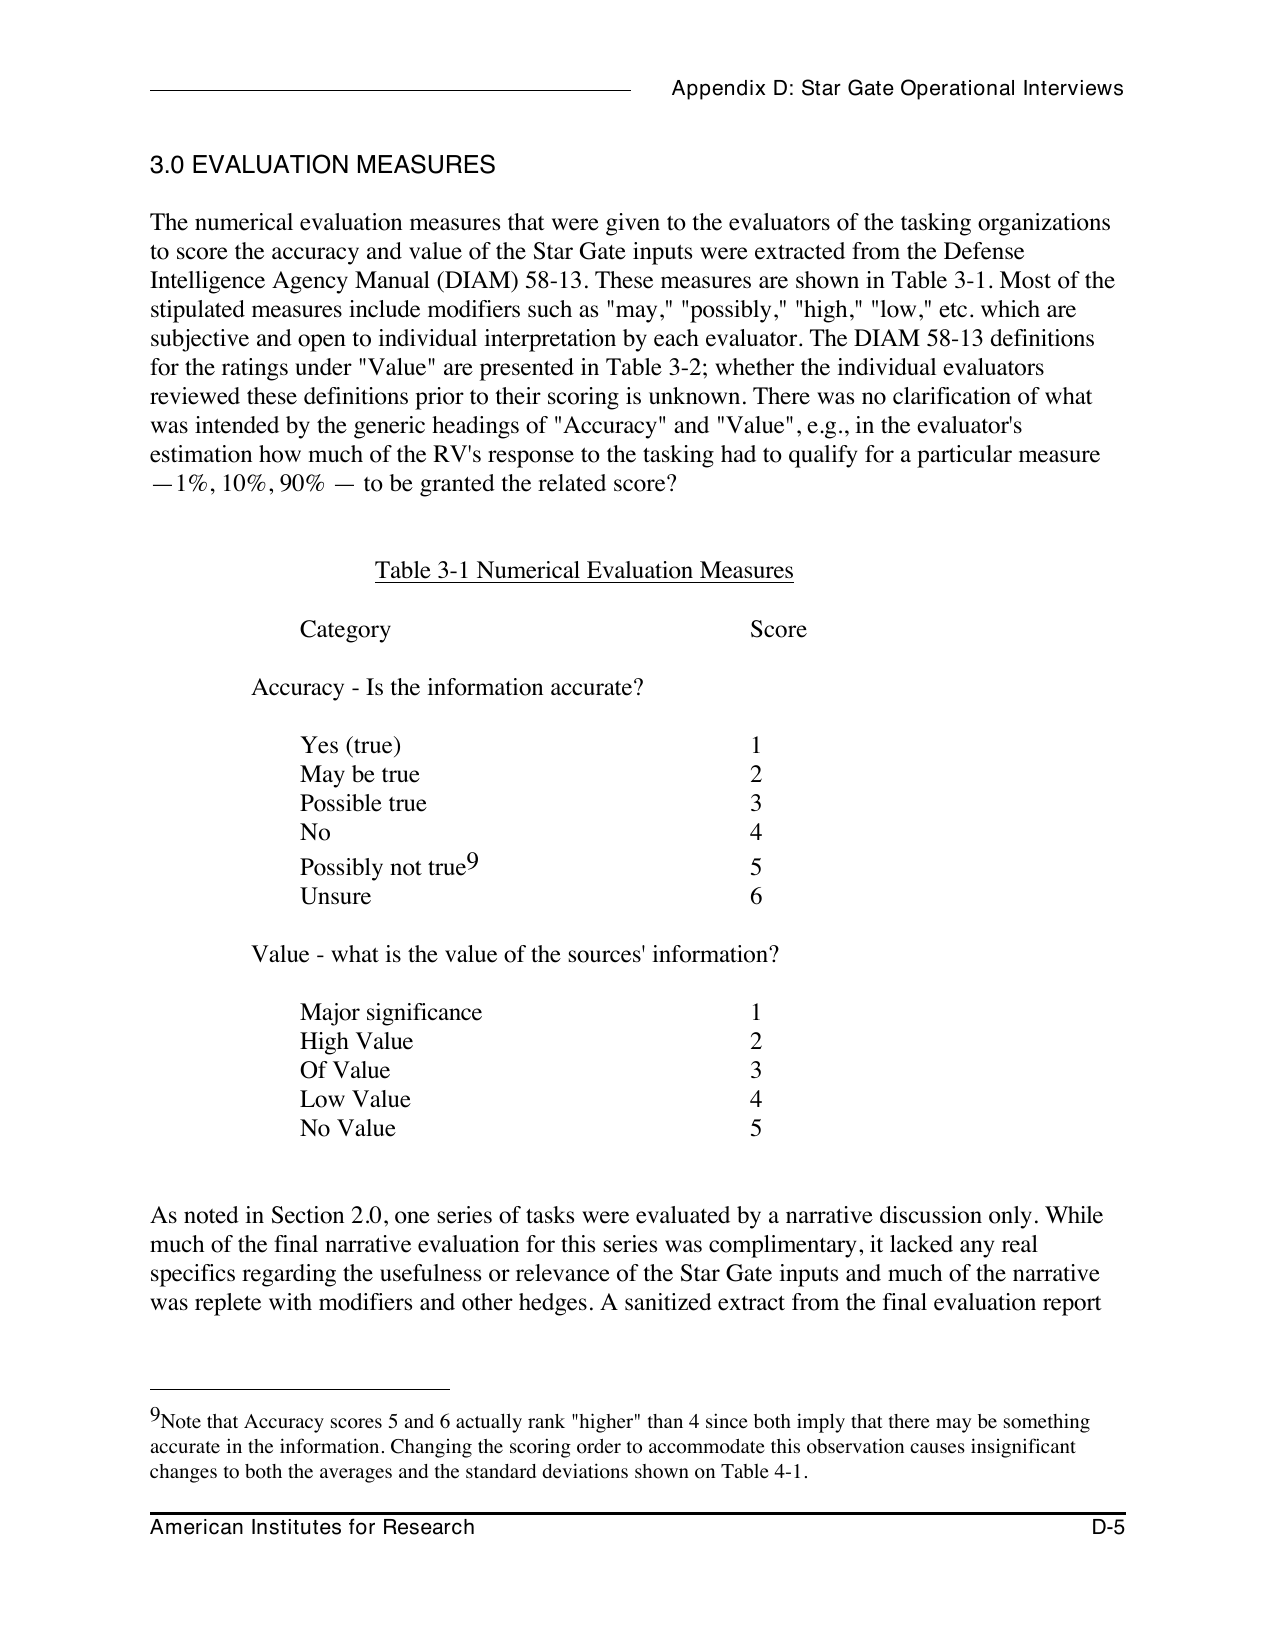 Appendix D: Star Gate Operational Interviews
3.0 EVALUATION MEASURES
The numerical evaluation measures that were given to the evaluators of the tasking organizations
to score the accuracy and value of the Star Gate inputs were extracted from the Defense
Intelligence Agency Manual (DIAM) 58-13. These measures are shown in Table 3-1. Most of the
stipulated measures include modifiers such as "may," "possibly," "high," "low," etc. which are
subjective and open to individual interpretation by each evaluator. The DIAM 58-13 definitions
for the ratings under "Value" are presented in Table 3-2; whether the individual evaluators
reviewed these definitions prior to their scoring is unknown. There was no clarification of what
was intended by the generic headings of "Accuracy" and "Value", e.g., in the evaluator's
estimation how much of the RV's response to the tasking had to qualify for a particular measure
—1%, 10%, 90% — to be granted the related score?
Table 3-1 Numerical Evaluation Measures
Category Score
Accuracy - Is the information accurate?
Yes (true) 1
May be true 2
Possible true 3
No 4
Possibly not true9 5
Unsure 6
Value - what is the value of the sources' information?
Major significance 1
High Value 2
Of Value 3
Low Value 4
No Value 5
As noted in Section 2.0, one series of tasks were evaluated by a narrative discussion only. While
much of the final narrative evaluation for this series was complimentary, it lacked any real
specifics regarding the usefulness or relevance of the Star Gate inputs and much of the narrative
was replete with modifiers and other hedges. A sanitized extract from the final evaluation report
9Note that Accuracy scores 5 and 6 actually rank "higher" than 4 since both imply that there may be something
accurate in the information. Changing the scoring order to accommodate this observation causes insignificant
changes to both the averages and the standard deviations shown on Table 4-1.
American Institutes for Research D-5